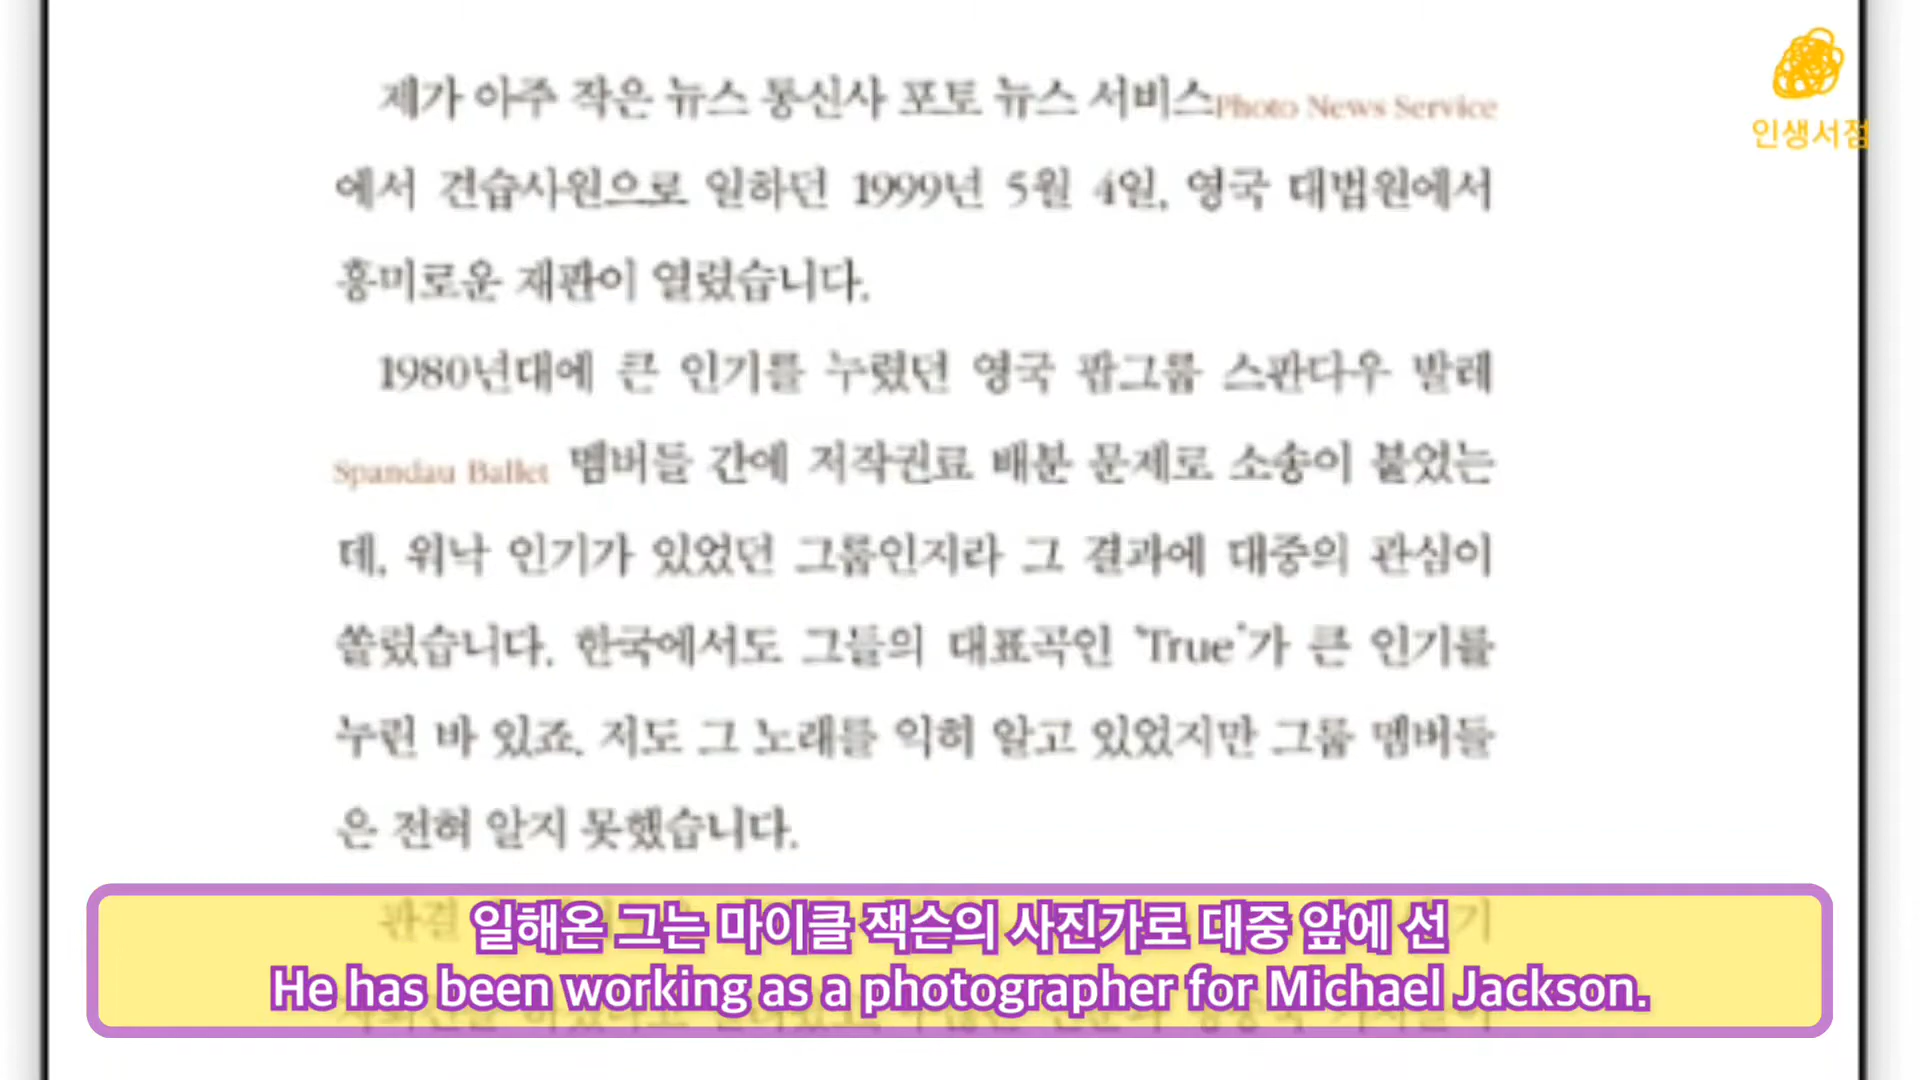 제가 아주 작은 뉴스 통신사 포토 뉴스 서비스Photo News Service
인생서점
에서 견습사원으로 일하던 1999년 5월 4일, 영국 대법원에서
흥미로운 재판이 열렸습니다.
1980년대에 큰 인기를 누렸던 영국 팝그룹 스판다우 발레
Spandau Ballet 멤버들 간에 저작권료 배분 문제로 소송이 붙었는
데, 워낙 인기가 있었던 그룹인지라 그 결과에 대중의 관심이
쏠렸습니다. 한국에서도 그들의 대표곡인 ‘True’가 큰 인기를
누린 바 있죠. 저도 그 노래를 익히 알고 있었지만 그룹 멤버들
은 전혀 알지 못했습니다.
판결
일해온 그는 마이클 잭슨의 사진가로 대중 앞에 선
He has been working as a photographer for Michael Jackson.